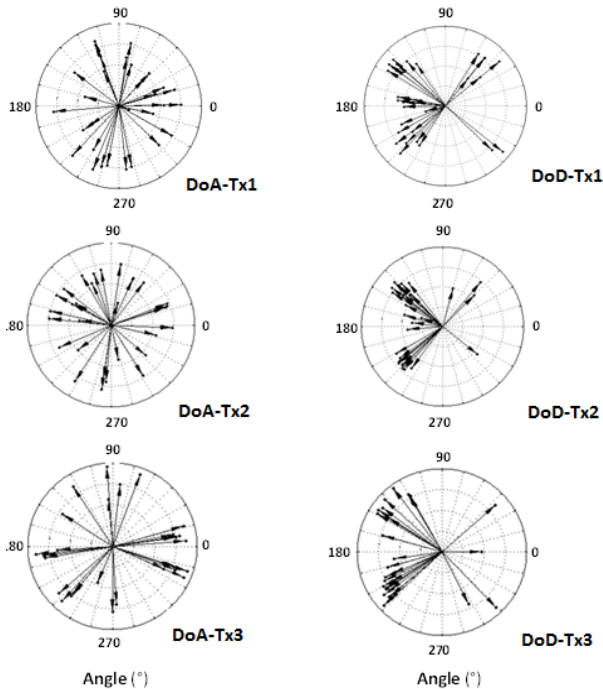 90 90
180 0 180 0
DoA-Tx1 DoD-Tx1
270 270
90 90
.80 0 180 0
DoA-Tx2 DoD-Tx2
270 270
90 90
.80 0 180 0
DoA-Tx3 DoD-Tx3
270 270
Angle (°) Angle (°)